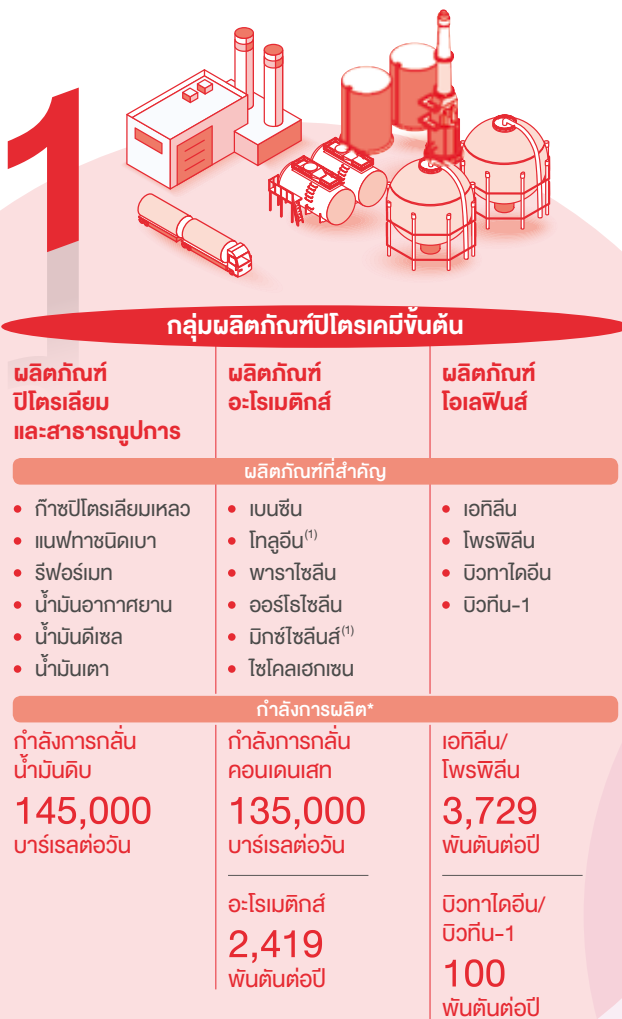 1
กลุ่มผลิตภัณฑ์ปิโตรเคมีขั้นต้น
ผลิตภัณฑ์
ปิโตรเลียม
และสาธารณูปการ
ผลิตภัณฑ์
อะโรเมติกส์
ผลิตภัณฑ์
โอเลฟินส์
ผลิตภัณฑ์ที่สำคัญ
• ก๊าซปิโตรเลียมเหลว
• แนฟทาชนิดเบา
• รีฟอร์เมท
• น้ำมันอากาศยาน
• น้ำมันดีเซล
• น้ำมันเตา
• เบนซีน
• โทลูอีน(1)
• พาราไซลีน
• ออร์โธไซลีน
• มิกซ์ไซลีนส์(1)
• ไซโคลเฮกเซน
• เอทิลีน
• โพรพิลีน
• บิวทาไดอีน
• บิวทีน-1
กำลังการผลิต*
กำลังการกลั่น
น้ำมันดิบ
145,000
บาร์เรลต่อวัน
กำลังการกลั่น
คอนเดนเสท
135,000
บาร์เรลต่อวัน
อะโรเมติกส์
2,419
พันตันต่อปี
เอทิลีน/
โพรพิลีน
3,729
พันตันต่อปี
บิวทาไดอีน/
บิวทีน-1
100
พันตันต่อปี